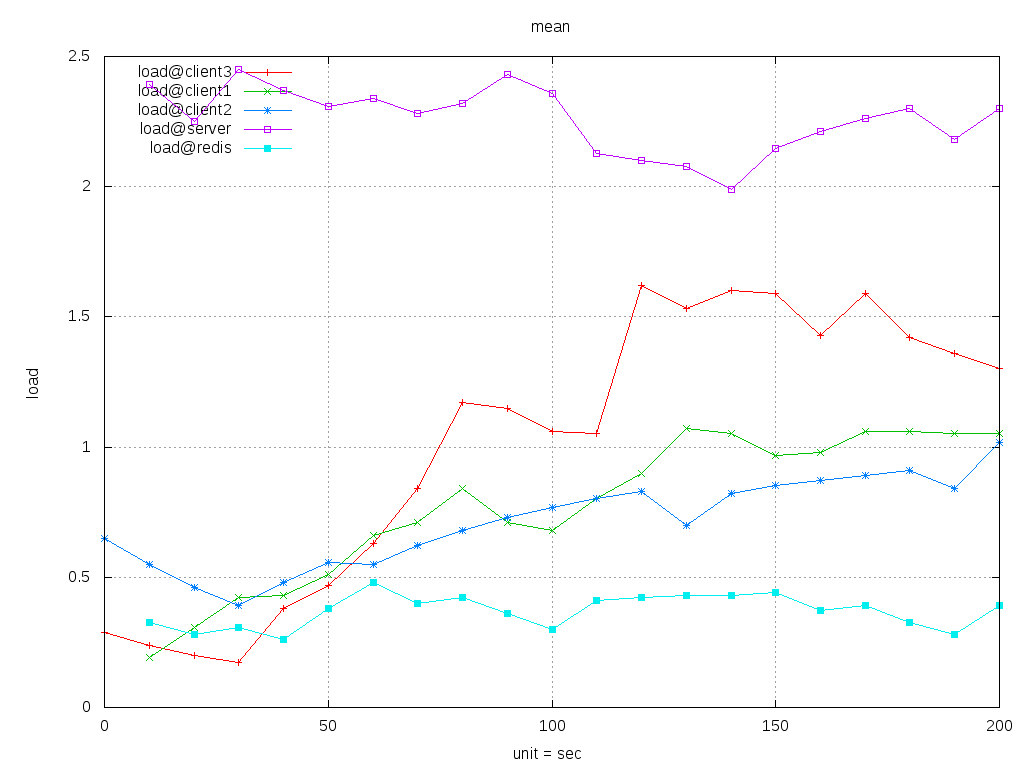 mean
2.5
load@client3
load@client1
load@client2
load@server
load@redis
2
1.5
load
1
0.5
0
0 50 100 150 200
unit = sec